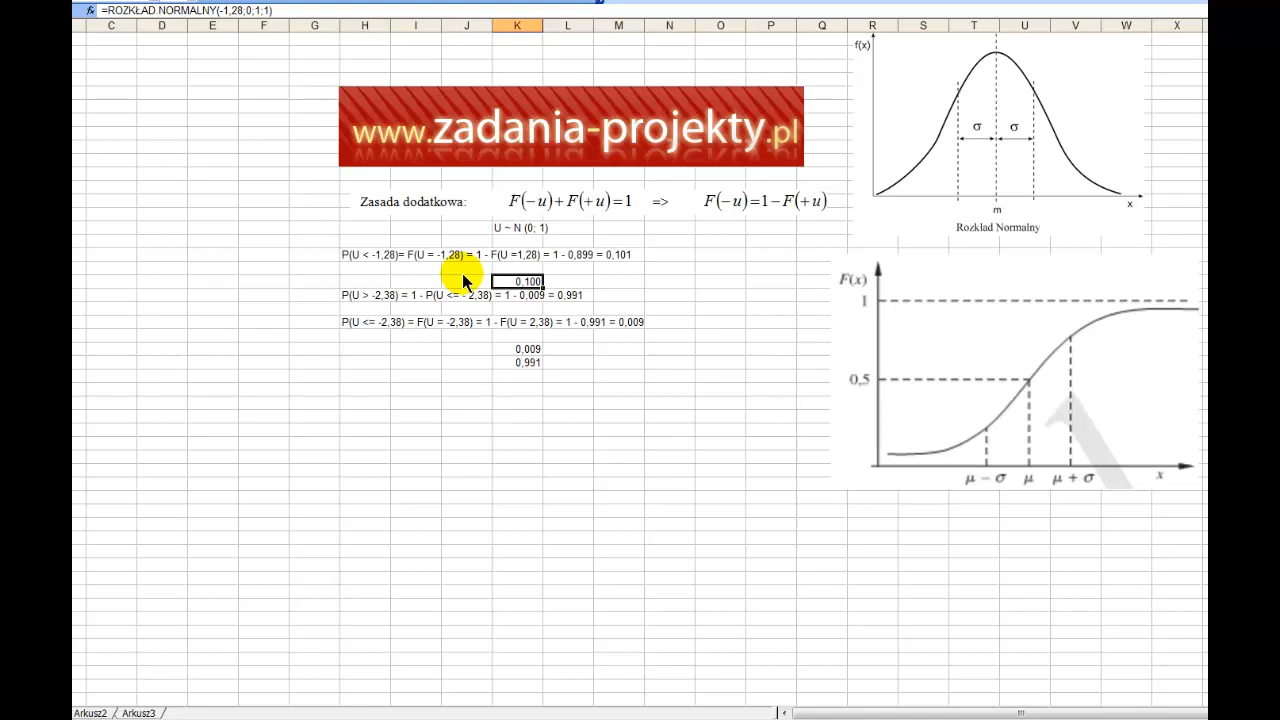 fx =ROZKŁAD.NORMALNY(-1,28;0;1;1)
C D E F G H I J K L M N O P Q R S T U V W X
www.zadania-projekty.pl
Zasada dodatkowa: F(−u)+F(+u)=1 => F(−u)=1−F(+u)
U ~ N (0; 1)
P(U < -1,28)= F(U = -1,28) = 1 - F(U =1,28) = 1 - 0,899 = 0,101
0,100
P(U > -2,38) = 1 - P(U <= - 2,38) = 1 - 0,009 = 0,991
P(U <= -2,38) = F(U = -2,38) = 1 - F(U = 2,38) = 1 - 0,991 = 0,009
0,009
0,991
f(x)
σ σ
m
x
Rozkład Normalny
F(x)
1
0,5
μ − σ μ μ + σ x
Arkusz2 / Arkusz3 /